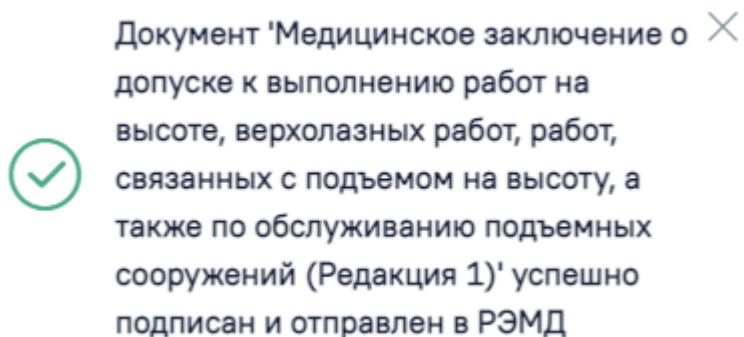 Документ 'Медицинское заключение о
допуске к выполнению работ на
высоте, верхолазных работ, работ,
связанных с подъемом на высоту, а
также по обслуживанию подъемных
сооружений (Редакция 1)' успешно
подписан и отправлен в РЭМД